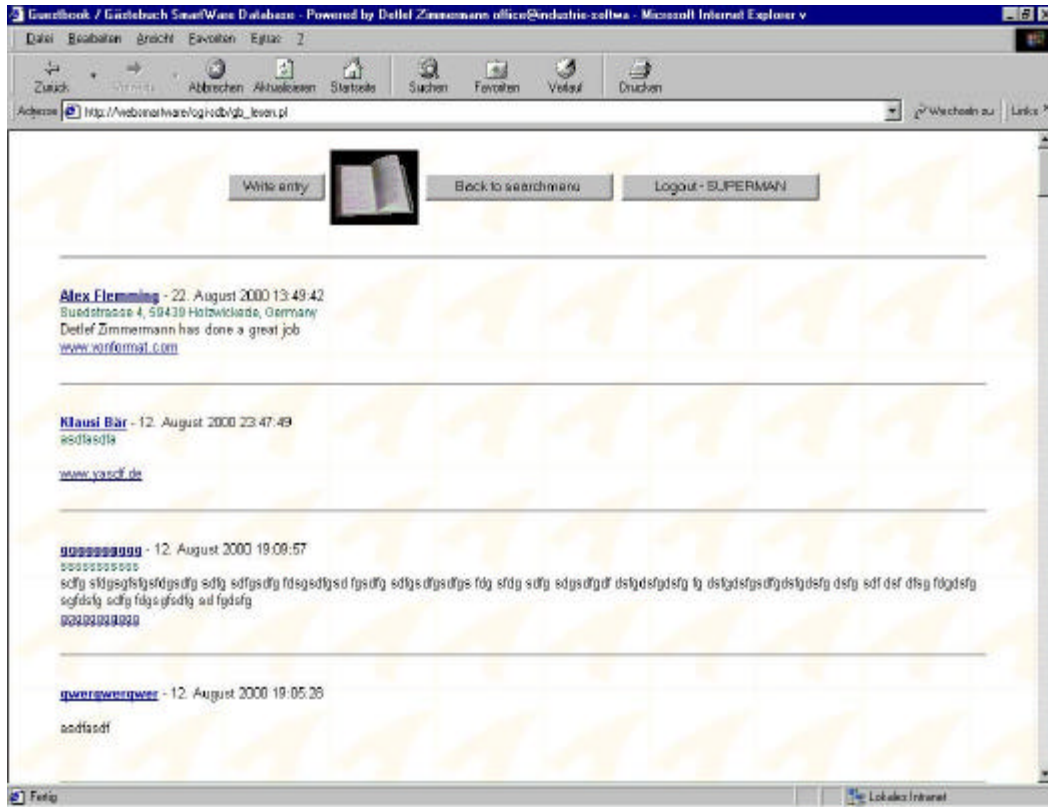 Guestbook / Gästebuch SmartWare Database - Powered by Detlef Zimmermann office@industrie-softwa - Microsoft Internet Explorer v
Datei Bearbeiten Ansicht Favoriten Extras ?
Zurück Abbrechen Aktualisieren Startseite Suchen Favoriten Verlauf Drucken
Adresse http://websmartware/cgi-sdb/gb_lesen.pl Wechseln zu Links
Write entry Back to searchmenu Logout - SUPERMAN
Alex Flemming - 22. August 2000 13:49:42
Suedstrasse 4, 59439 Holzwickede, Germany
Detlef Zimmermann has done a great job
www.vonformat.com
Klausi Bär - 12. August 2000 23:47:49
asdfasdfa
www.yasdf.de
- 12. August 2000 19:09:57
sssssssssss
qwerqwerqwer - 12. August 2000 19:05:28
asdfasdf
Fertig Lokales Intranet